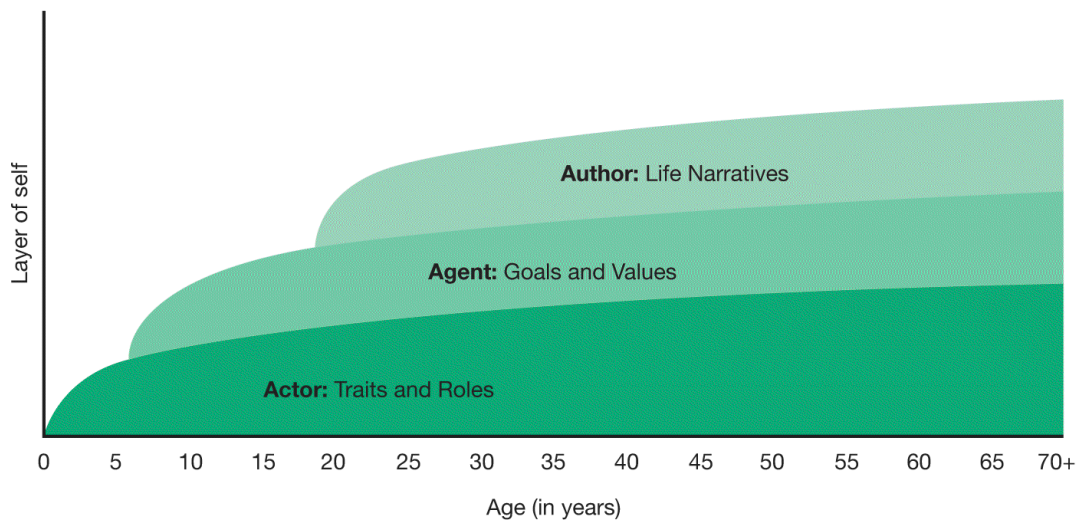 Layer of self
Author: Life Narratives
Agent: Goals and Values
Actor: Traits and Roles
0 5 10 15 20 25 30 35 40 45 50 55 60 65 70+
Age (in years)